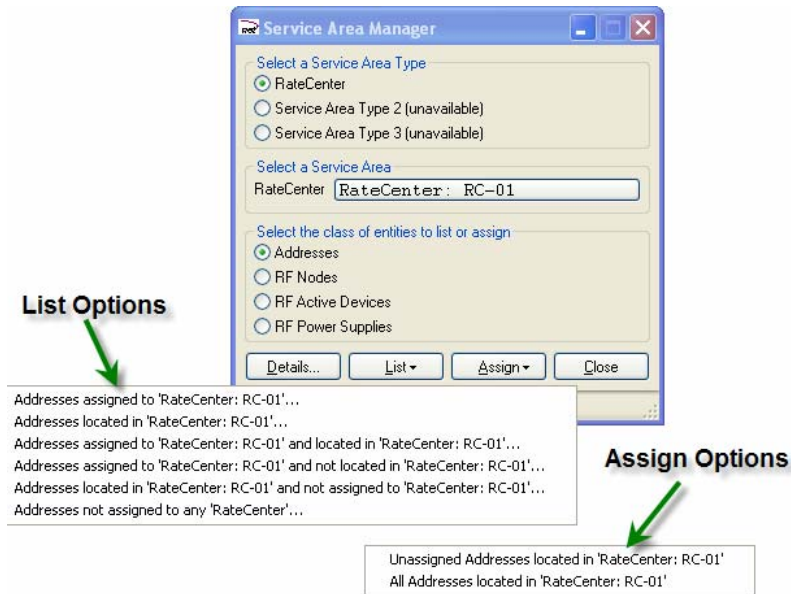 Service Area Manager
Select a Service Area Type
RateCenter
Service Area Type 2 (unavailable)
Service Area Type 3 (unavailable)
Select a Service Area
RateCenter RateCenter: RC-01
Select the class of entities to list or assign
Addresses
RF Nodes
RF Active Devices
RF Power Supplies
Details... List Assign Close
List Options
Addresses assigned to 'RateCenter: RC-01'...
Addresses located in 'RateCenter: RC-01'...
Addresses assigned to 'RateCenter: RC-01' and located in 'RateCenter: RC-01'...
Addresses assigned to 'RateCenter: RC-01' and not located in 'RateCenter: RC-01'...
Addresses located in 'RateCenter: RC-01' and not assigned to 'RateCenter: RC-01'...
Addresses not assigned to any 'RateCenter'...
Assign Options
Unassigned Addresses located in 'RateCenter: RC-01'
All Addresses located in 'RateCenter: RC-01'